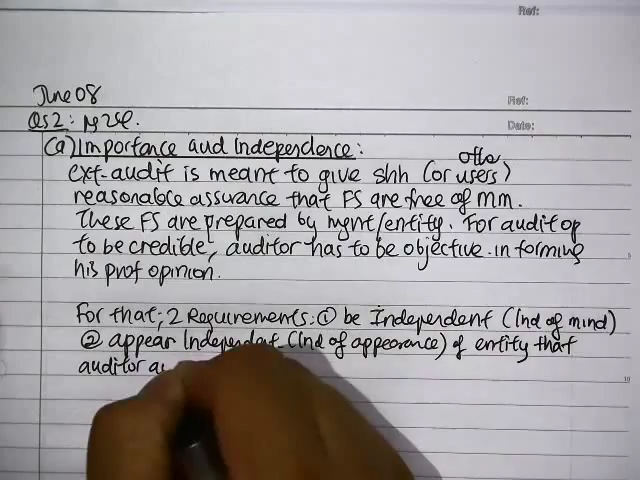 Ref:
June 08
Ref:
Qs2:
Date:
(a) Importance and Independence:
other
ext-audit is meant to give shh (or users)
reasonable assurance that FS are free of mm.
These FS are prepared by mgmt/entity. For audit op
to be credible, auditor has to be objective in forming
his prof opinion.
For that; 2 Requirements: ① be Independent (Ind of mind)
② appear Independent (Ind of appearance) of entity that
auditor